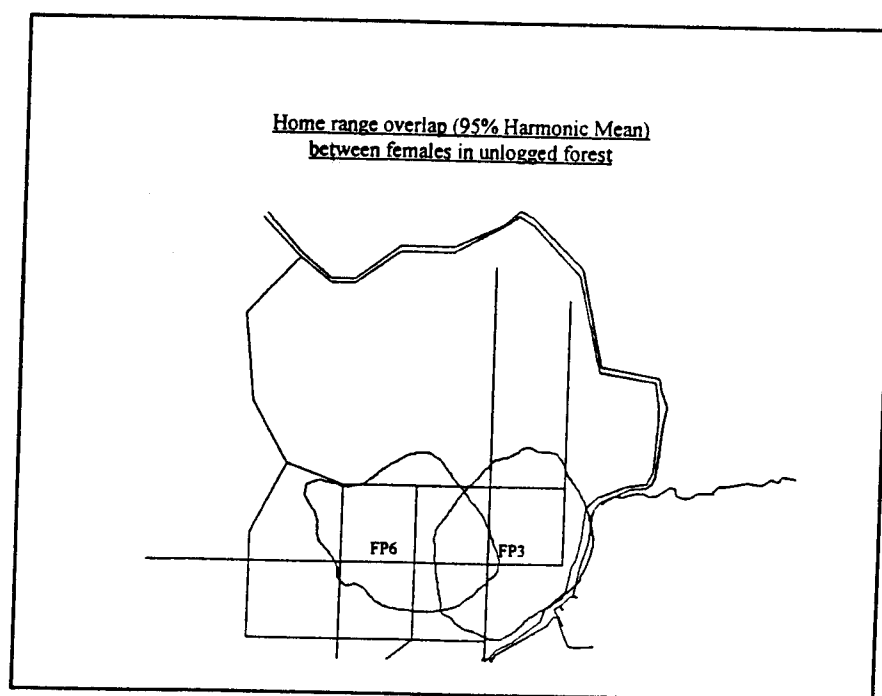 Home range overlap (95% Harmonic Mean)
between females in unlogged forest
FP6
FP3